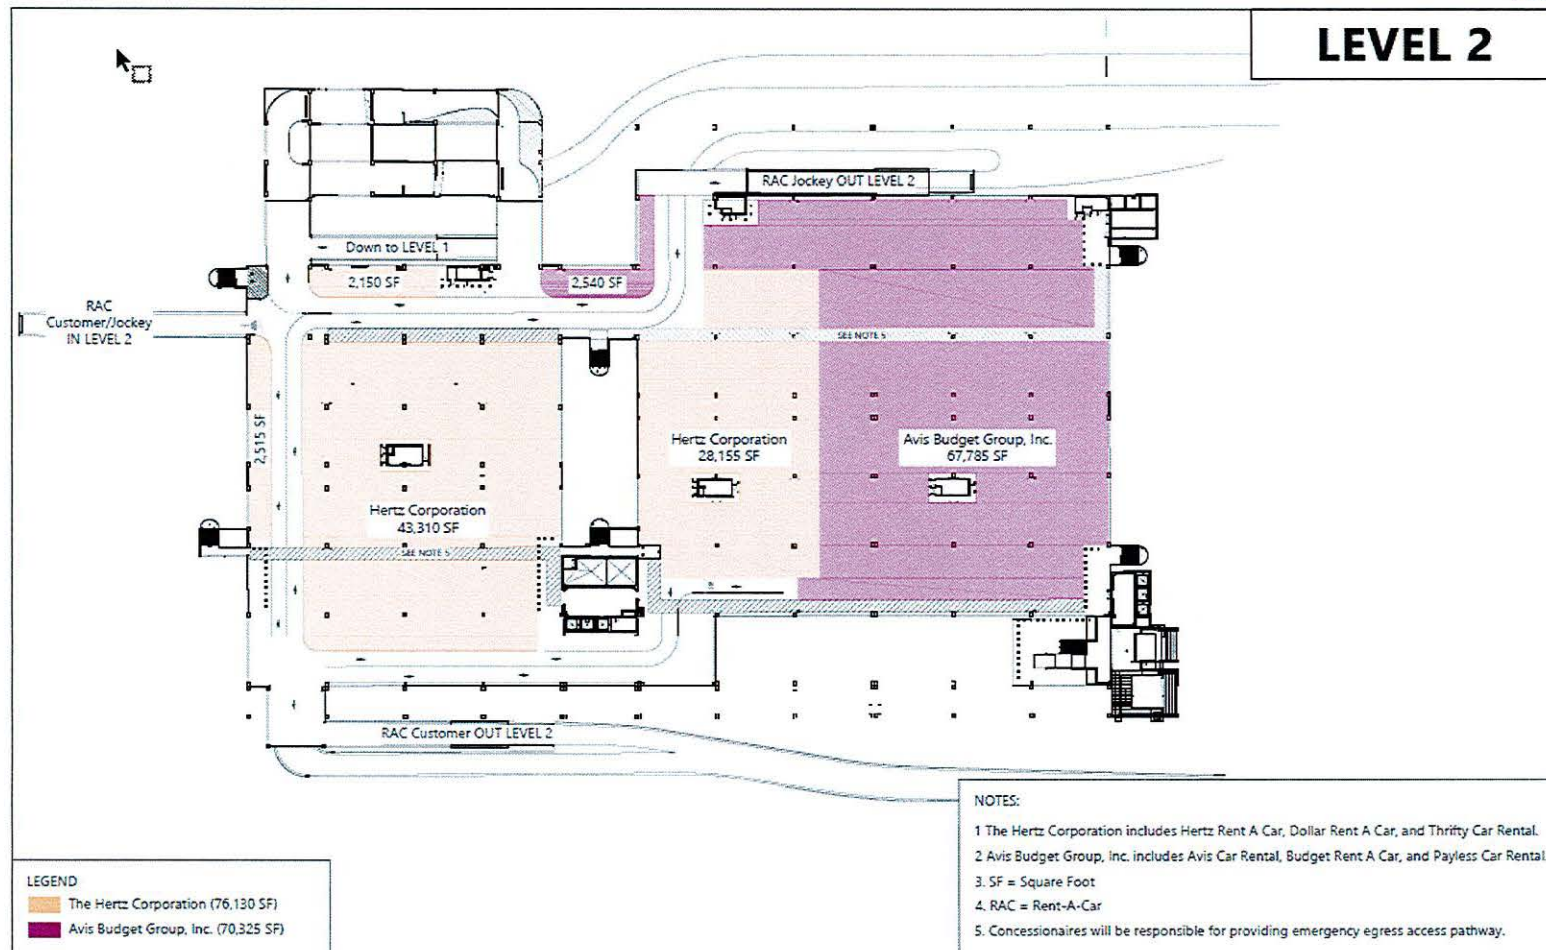 LEVEL 2
RAC Jockey OUT LEVEL 2
Down to LEVEL 1
2,150 SF
2,540 SF
RAC
Customer/Jockey
IN LEVEL 2
SEE NOTE 5
2,515 SF
Hertz Corporation
28,155 SF
Avis Budget Group, Inc.
67,785 SF
Hertz Corporation
43,310 SF
SEE NOTE 5
RAC Customer OUT LEVEL 2
NOTES:
1 The Hertz Corporation includes Hertz Rent A Car, Dollar Rent A Car, and Thrifty Car Rental.
2 Avis Budget Group, Inc. includes Avis Car Rental, Budget Rent A Car, and Payless Car Rental.
3. SF = Square Foot
4. RAC = Rent-A-Car
5. Concessionaires will be responsible for providing emergency egress access pathway.
LEGEND
The Hertz Corporation (76,130 SF)
Avis Budget Group, Inc. (70,325 SF)